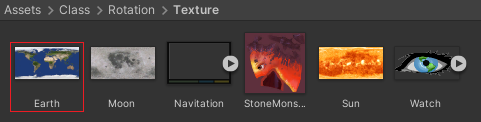 Assets > Class > Rotation > Texture
Earth
Moon
Navitation
StoneMons...
Sun
Watch